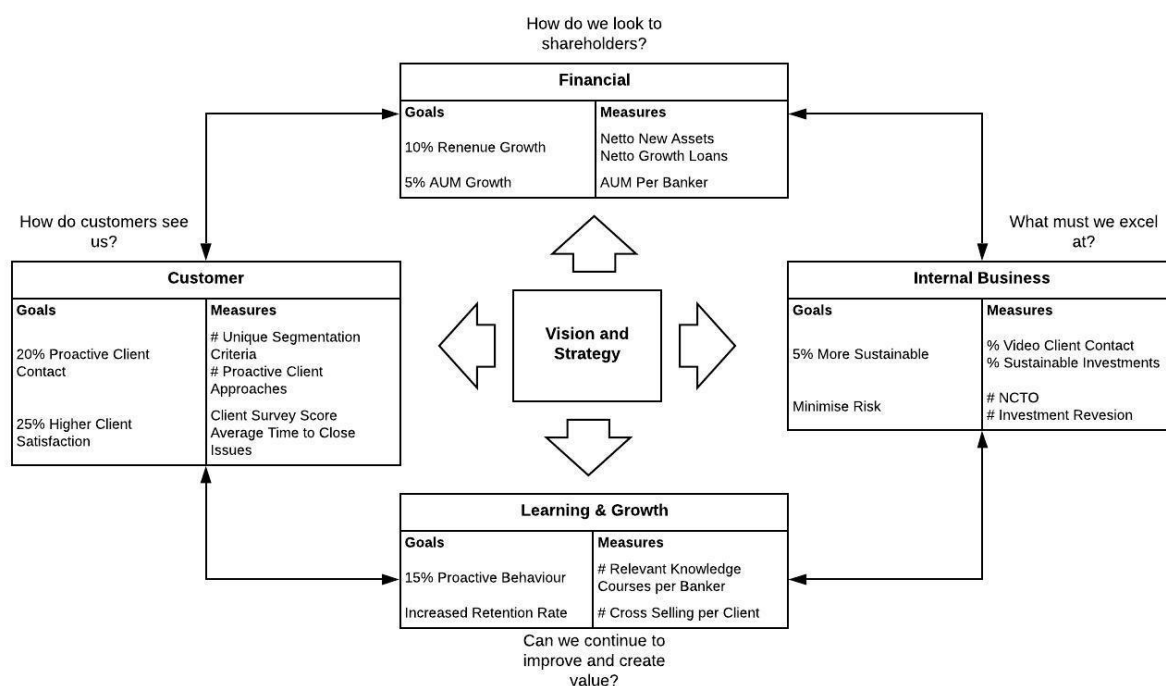 How do we look to
shareholders?
Financial
Goals
10% Renenue Growth
5% AUM Growth
Measures
Netto New Assets
Netto Growth Loans
AUM Per Banker
How do customers see
us?
Customer
Goals
20% Proactive Client
Contact
25% Higher Client
Satisfaction
Measures
# Unique Segmentation
Criteria
# Proactive Client
Approaches
Client Survey Score
Average Time to Close
Issues
Vision and
Strategy
What must we excel
at?
Internal Business
Goals
5% More Sustainable
Minimise Risk
Measures
% Video Client Contact
% Sustainable Investments
# NCTO
# Investment Revesion
Learning & Growth
Goals
15% Proactive Behaviour
Increased Retention Rate
Measures
# Relevant Knowledge
Courses per Banker
# Cross Selling per Client
Can we continue to
improve and create
value?